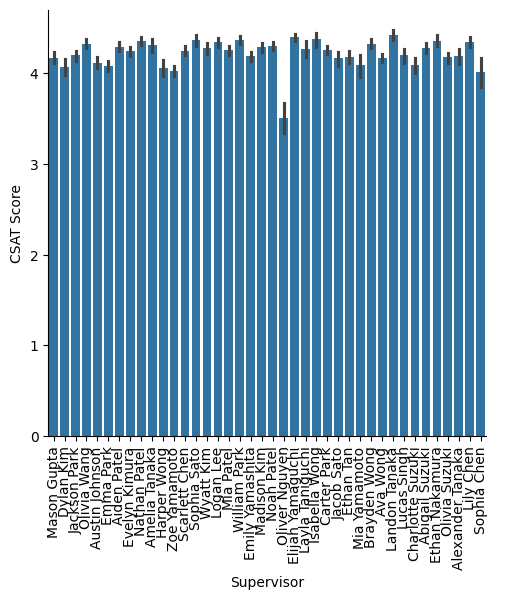 CSAT Score
4
3
2
1
0
Mason Gupta
Dylan Kim
Jackson Park
Olivia Wang
Austin Johnson
Emma Park
Aiden Patel
Evelyn Kimura
Nathan Patel
Amelia Tanaka
Harper Wong
Zoe Yamamoto
Scarlett Chen
Sophia Sato
Wyatt Kim
Logan Lee
Mia Patel
William Park
Emily Yamashita
Madison Kim
Noah Patel
Oliver Nguyen
Elijah Yamaguchi
Layla Taniguchi
Isabella Wong
Carter Park
Jacob Sato
Ethan Tan
Mia Yamamoto
Brayden Wong
Ava Wong
Landon Tanaka
Lucas Singh
Charlotte Suzuki
Abigail Suzuki
Ethan Nakamura
Olivia Suzuki
Alexander Tanaka
Lily Chen
Sophia Chen
Supervisor